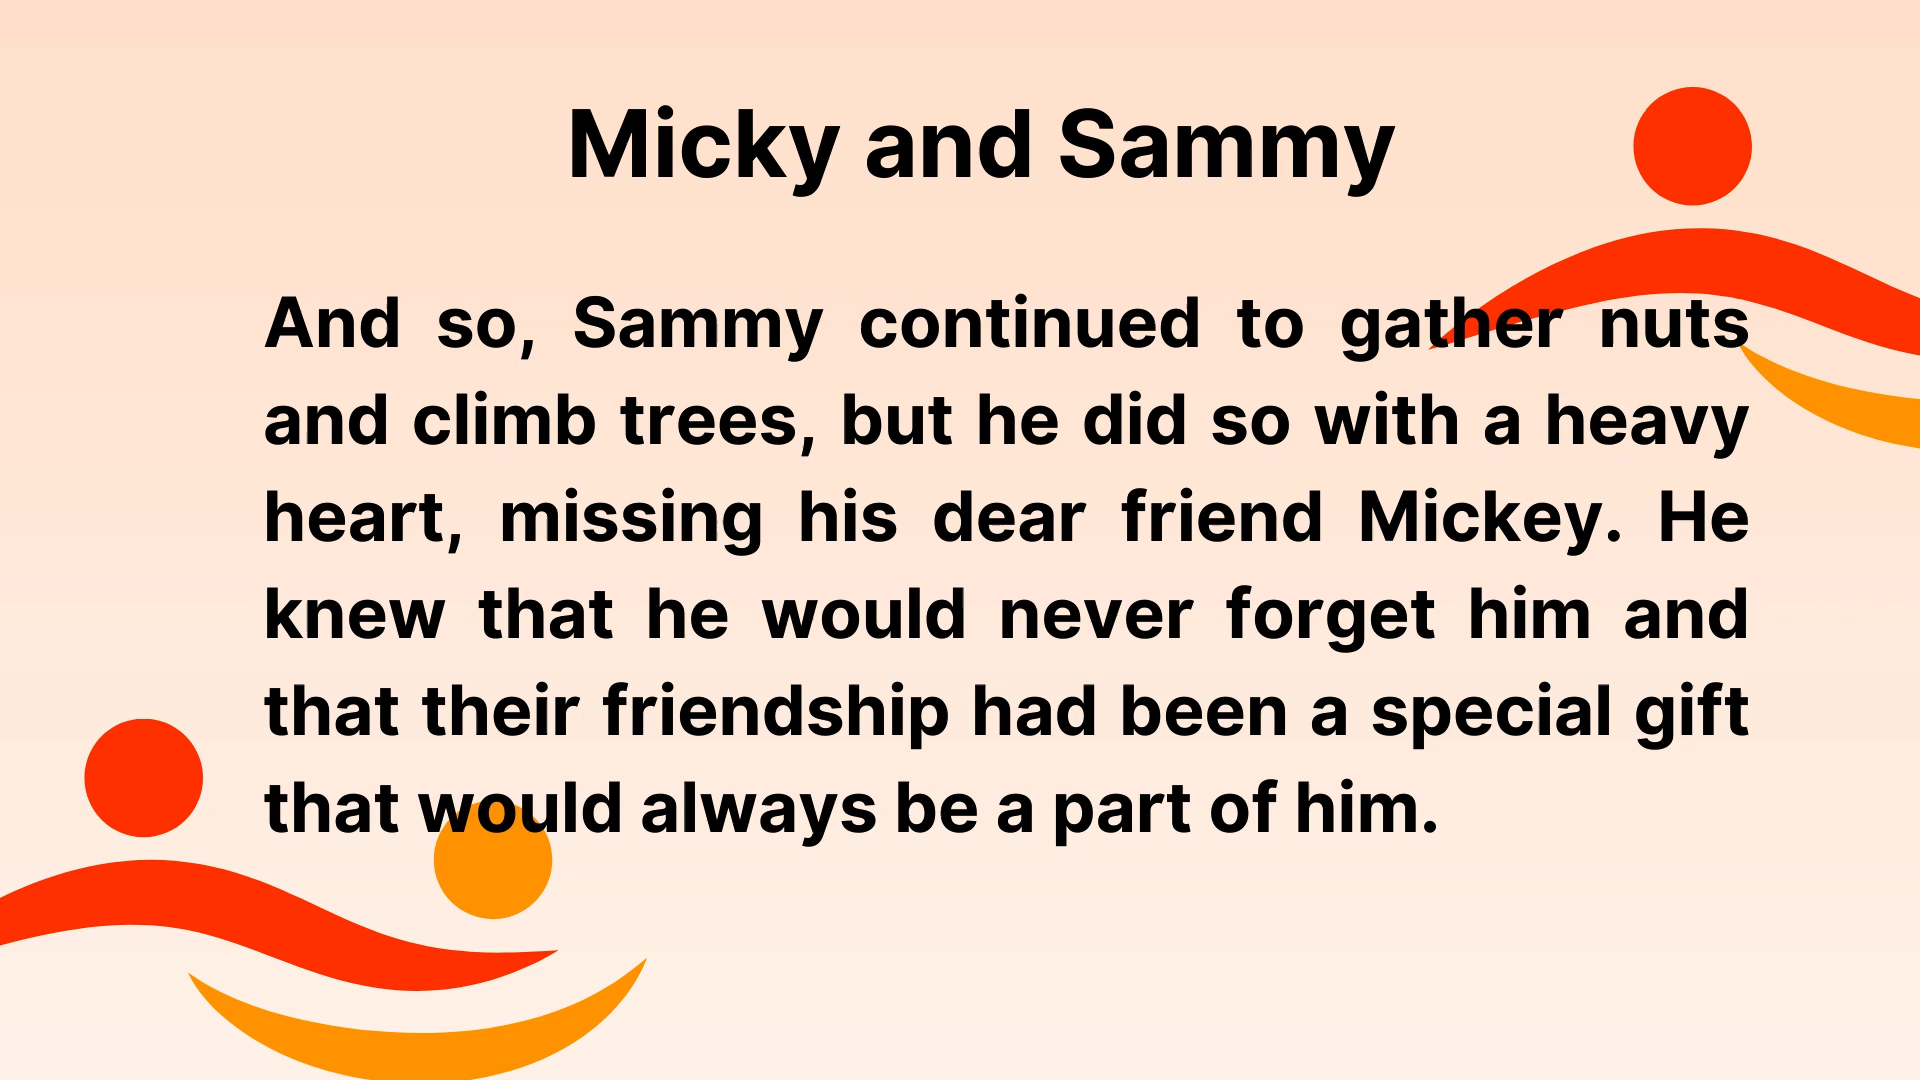 Micky and Sammy
And so, Sammy continued to gather nuts
and climb trees, but he did so with a heavy
heart, missing his dear friend Mickey. He
knew that he would never forget him and
that their friendship had been a special gift
that would always be a part of him.